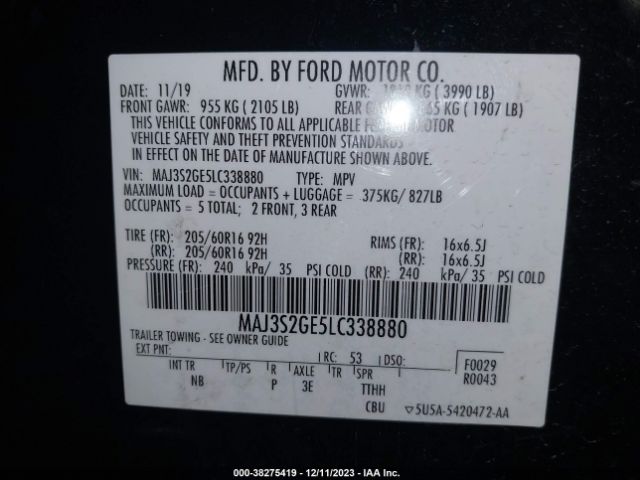 MFD. BY FORD MOTOR CO.
DATE: 11/19 GVWR: KG ( 3990 LB)
FRONT GAWR: 955 KG ( 2105 LB) REAR 65 KG ( 1907 LB)
THIS VEHICLE CONFORMS TO ALL APPLICABLE MOTOR
VEHICLE SAFETY AND THEFT PREVENTION STANDARDS
IN EFFECT ON THE DATE OF MANUFACTURE SHOWN ABOVE.
VIN: MAJ3S2GE5LC338880 TYPE: MPV
MAXIMUM LOAD = OCCUPANTS + LUGGAGE = 375KG/ 827LB
OCCUPANTS = 5 TOTAL; 2 FRONT, 3 REAR
TIRE (FR): 205/60R16 92H RIMS (FR): 16x6.5J
(RR): 205/60R16 92H (RR): 16x6.5J
PRESSURE (FR): 240 kPa/ 35 PSI COLD (RR): 240 kPa/ 35 PSI COLD
MAJ3S2GE5LC338880
TRAILER TOWING - SEE OWNER GUIDE
EXT PNT: RC: 53 DSO: F0029
INT TR TP/PS R AXLE TR SPR R0043
NB P 3E TTHH
CBU ▽5U5A-5420472-AA
000-38275419 - 12/11/2023 - IAA Inc.